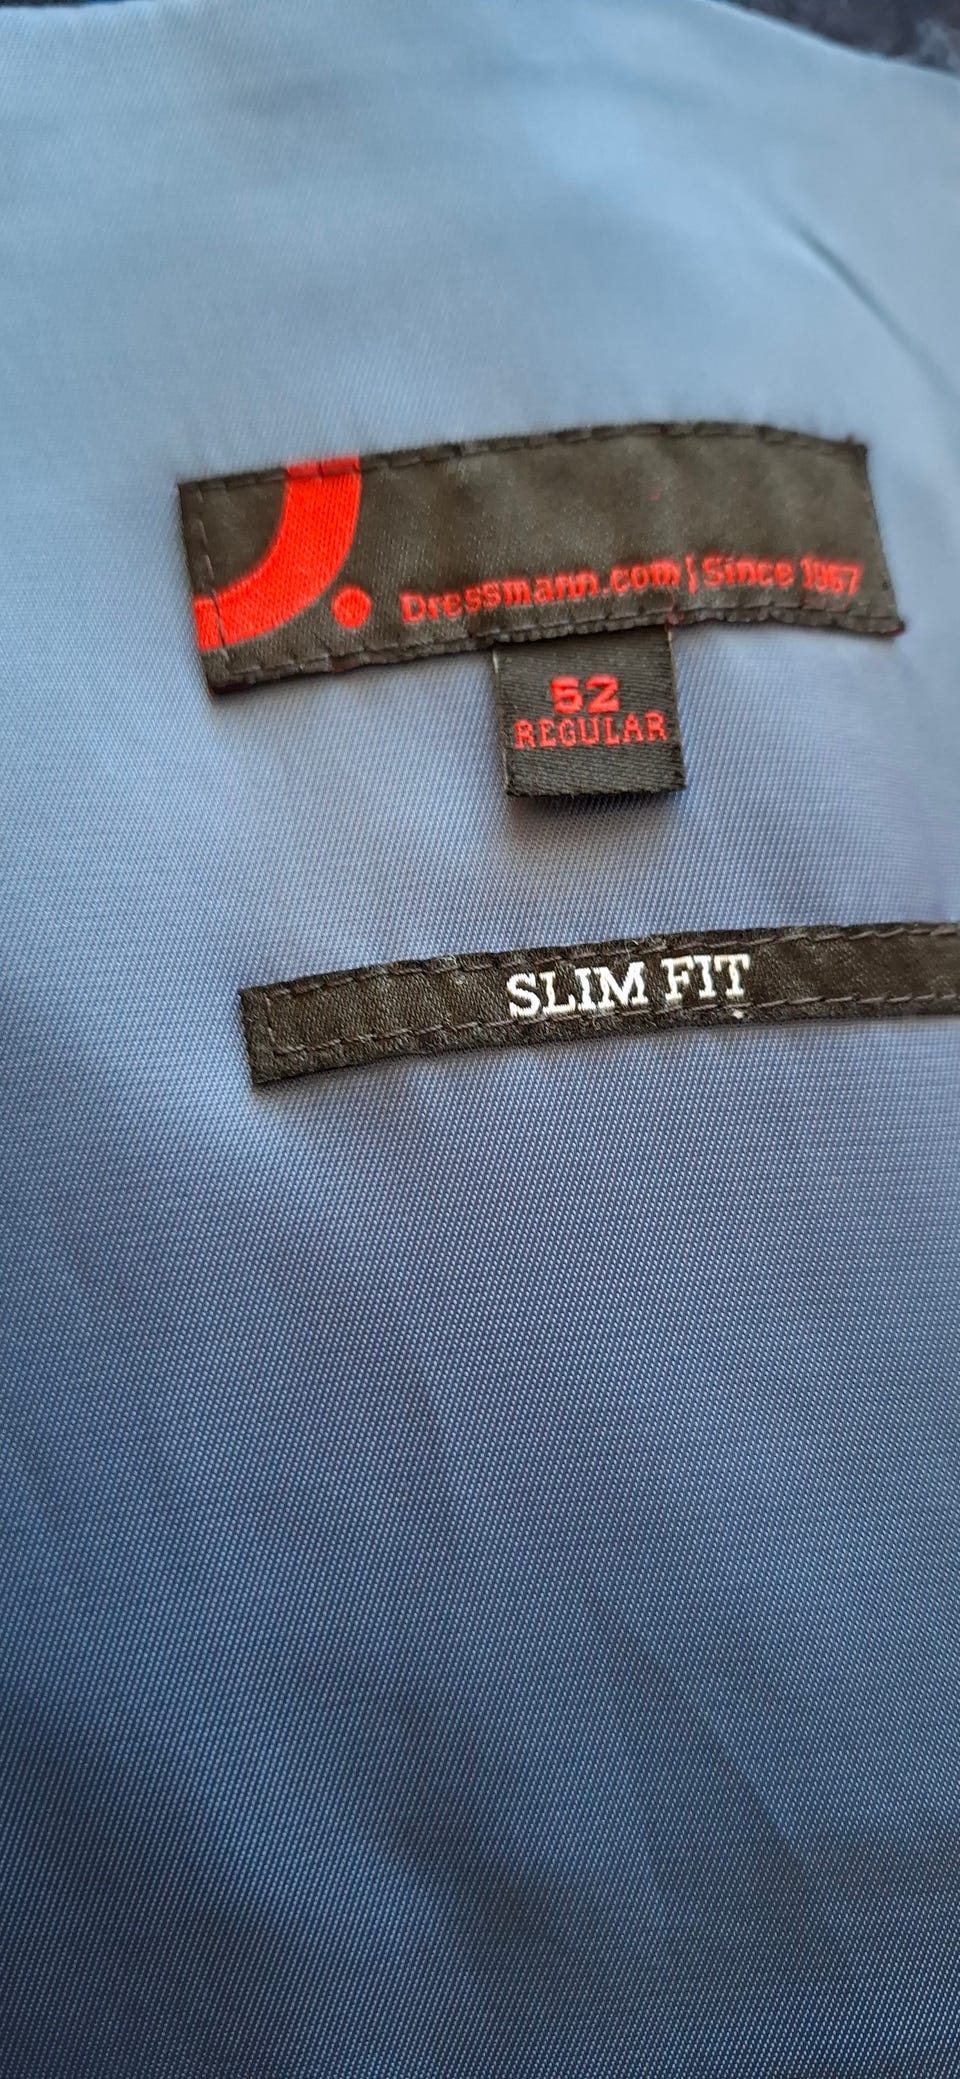 Dressmann.com | Since 1967
52
REGULAR
SLIM FIT